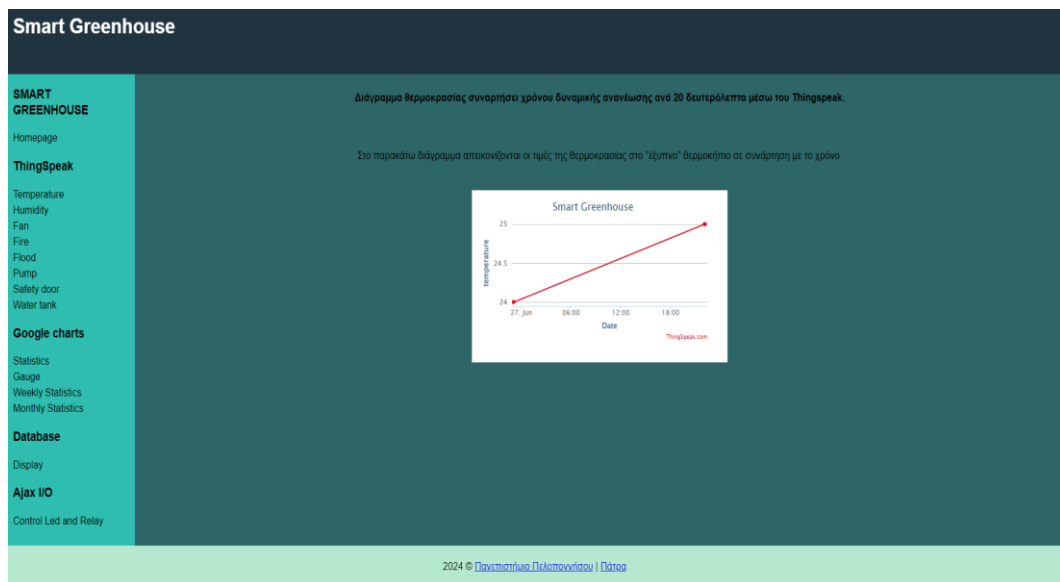 Smart Greenhouse
SMART
GREENHOUSE
Homepage
ThingSpeak
Temperature
Humidity
Fan
Fire
Flood
Pump
Safety door
Water tank
Google charts
Statistics
Gauge
Weekly Statistics
Monthly Statistics
Database
Display
Ajax I/O
Control Led and Relay
Διάγραμμα θερμοκρασίας συναρτήσει χρόνου δυναμικής ανανέωσης ανά 20 δευτερόλεπτα μέσω του Thingspeak.
Στο παρακάτω διάγραμμα απεικονίζονται οι τιμές της θερμοκρασίας στο "έξυπνο" θερμοκήπιο σε συνάρτηση με το χρόνο.
Smart Greenhouse
25
24.5
24
temperature
27. Jun 06:00 12:00 18:00
Date
ThingSpeak.com
2024 © Πανεπιστήμιο Πελοποννήσου | Πάτρα